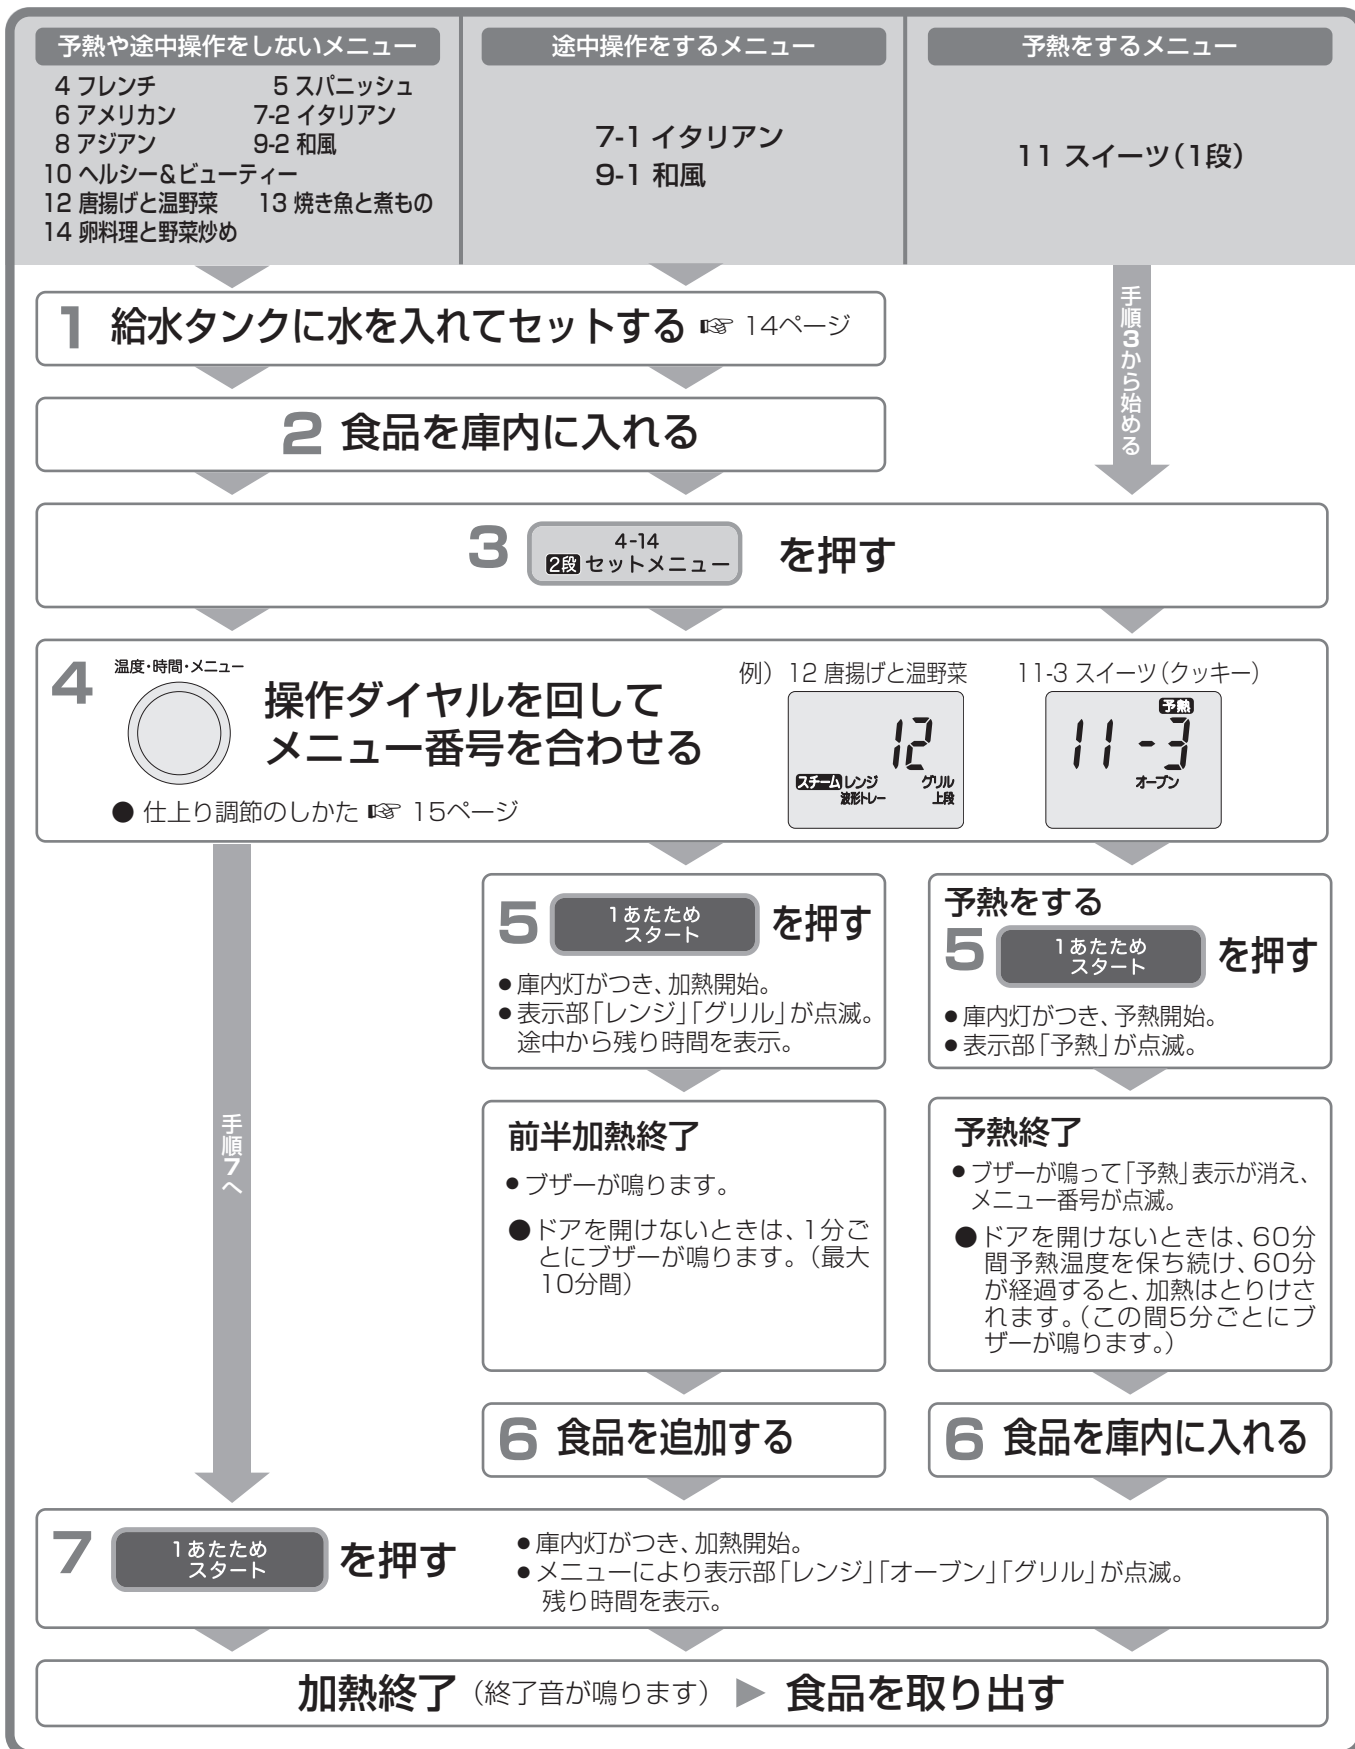 予熱や途中操作をしないメニュー
4 フレンチ 5 スパニッシュ
6 アメリカン 7-2 イタリアン
8 アジアン 9-2 和風
10 ヘルシー&ビューティー
12 唐揚げと温野菜 13 焼き魚と煮もの
14 卵料理と野菜炒め
途中操作をするメニュー
7-1 イタリアン
9-1 和風
予熱をするメニュー
11 スイーツ(1段)
手順3から始める
1 給水タンクに水を入れてセットする ☞ 14ページ
2 食品を庫内に入れる
3 4-14 を押す
2段 セットメニュー
4 温度・時間・メニュー
操作ダイヤルを回して
メニュー番号を合わせる
● 仕上り調節のしかた ☞ 15ページ
例) 12 唐揚げと温野菜
12
スチーム レンジ グリル
波形トレー 上段
11-3 スイーツ(クッキー)
予熱
11-3
オーブン
手順7へ
5 1あたため を押す
スタート
●庫内灯がつき、加熱開始。
●表示部「レンジ」「グリル」が点滅。
途中から残り時間を表示。
前半加熱終了
●ブザーが鳴ります。
●ドアを開けないときは、1分ご
とにブザーが鳴ります。(最大
10分間)
6 食品を追加する
予熱をする
5 1あたため を押す
スタート
●庫内灯がつき、予熱開始。
●表示部「予熱」が点滅。
予熱終了
●ブザーが鳴って「予熱」表示が消え、
メニュー番号が点滅。
●ドアを開けないときは、60分
間予熱温度を保ち続け、60分
が経過すると、加熱はとりけさ
れます。(この間5分ごとにブ
ザーが鳴ります。)
6 食品を庫内に入れる
7 1あたため を押す
スタート
●庫内灯がつき、加熱開始。
●メニューにより表示部「レンジ」「オーブン」「グリル」が点滅。
残り時間を表示。
加熱終了(終了音が鳴ります) ▶ 食品を取り出す